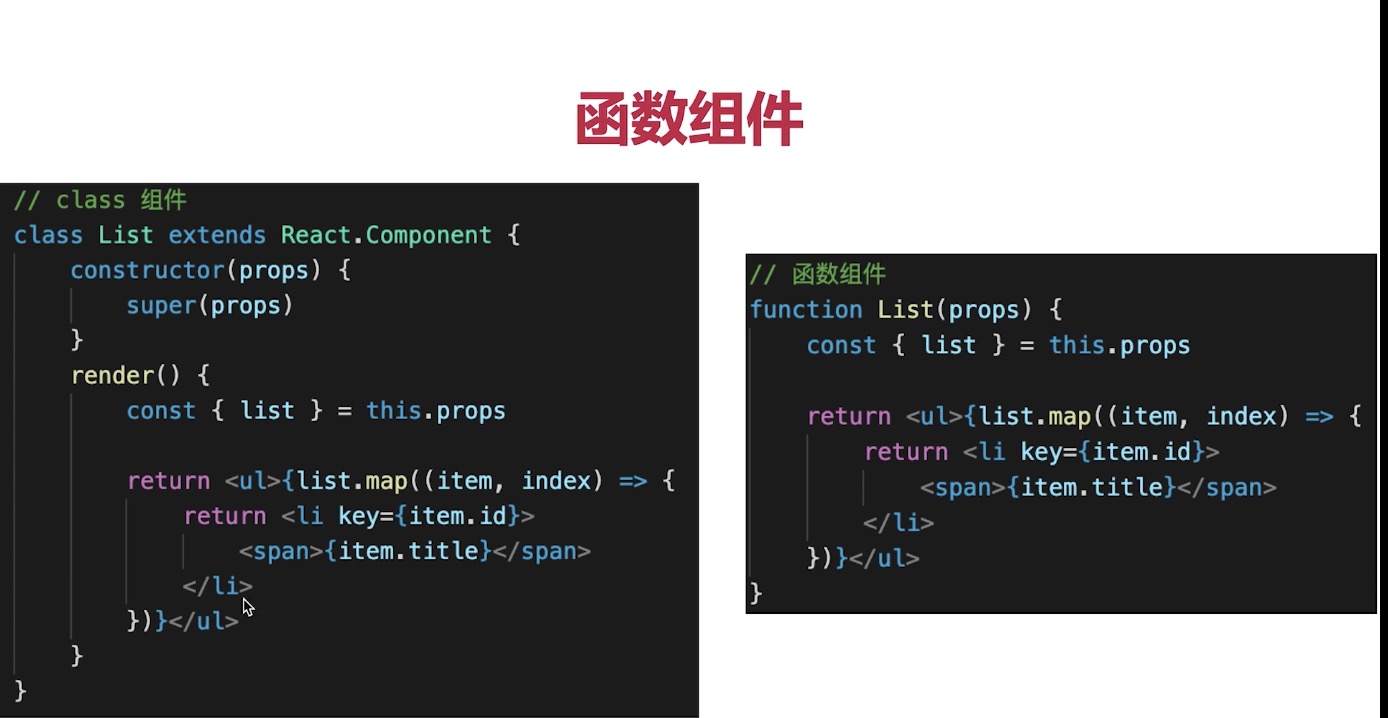 函数组件
// class 组件
class List extends React.Component {
    constructor(props) {
        super(props)
    }
    render() {
        const { list } = this.props

        return <ul>{list.map((item, index) => {
            return <li key={item.id}>
                <span>{item.title}</span>
            </li>
        })}</ul>
    }
}
// 函数组件
function List(props) {
    const { list } = this.props

    return <ul>{list.map((item, index) => {
        return <li key={item.id}>
            <span>{item.title}</span>
        </li>
    })}</ul>
}